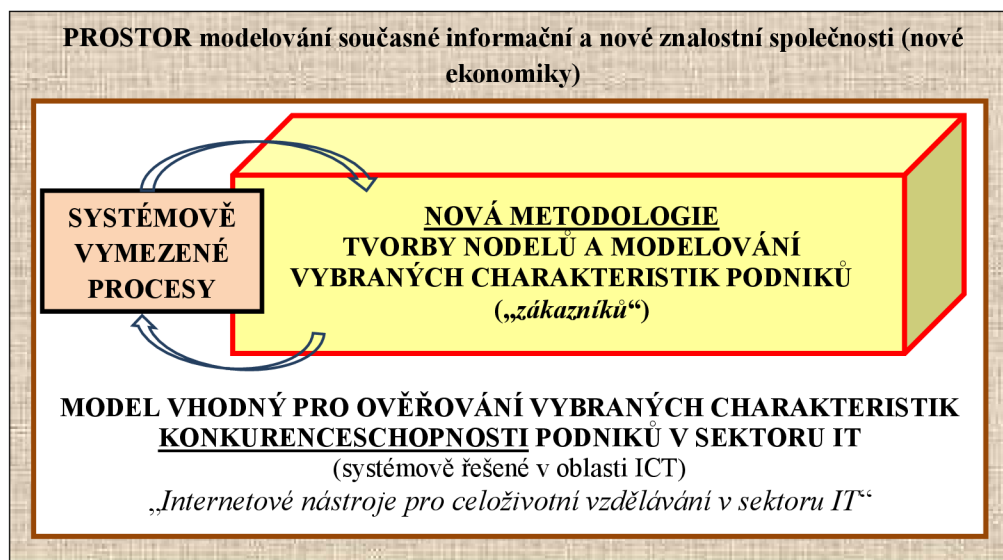 PROSTOR modelování současné informační a nové znalostní společnosti (nové
ekonomiky)
SYSTÉMOVĚ
VYMEZENÉ
PROCESY
NOVÁ METODOLOGIE
TVORBY NODELŮ A MODELOVÁNÍ
VYBRANÝCH CHARAKTERISTIK PODNIKŮ
(„zákazníků“)
MODEL VHODNÝ PRO OVĚŘOVÁNÍ VYBRANÝCH CHARAKTERISTIK
KONKURENCESCHOPNOSTI PODNIKŮ V SEKTORU IT
(systémově řešené v oblasti ICT)
„Internetové nástroje pro celoživotní vzdělávání v sektoru IT“